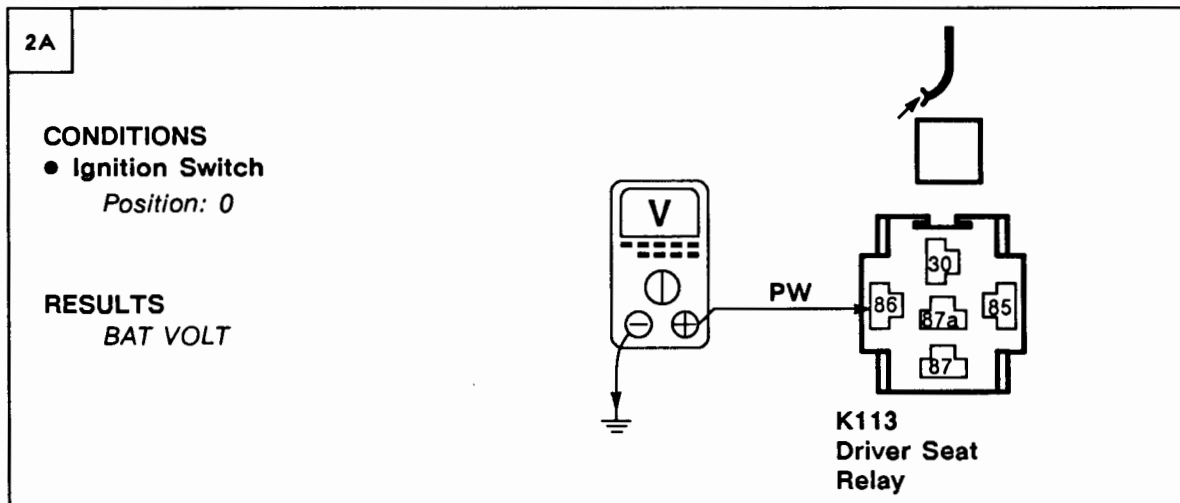 2A
CONDITIONS
● Ignition Switch
Position: 0
RESULTS
BAT VOLT
V
PW
30
86
87a
85
87
K113
Driver Seat
Relay